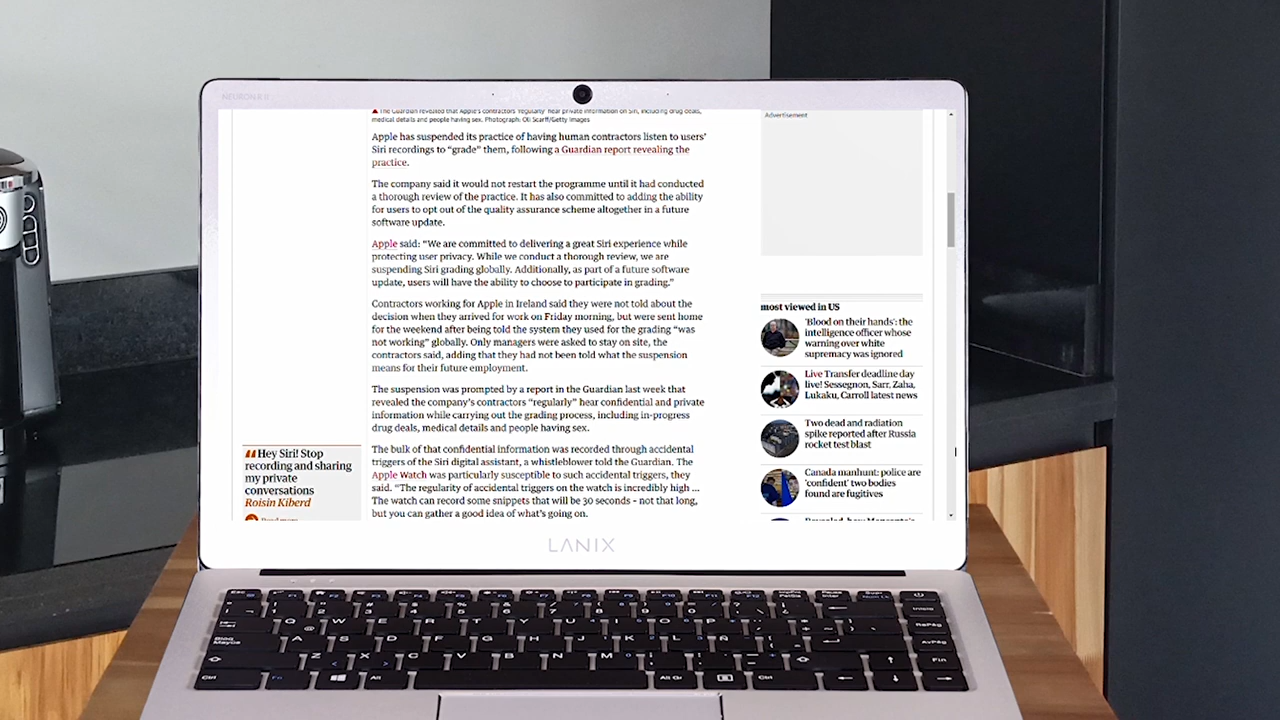 NEURONA H
The Guardian revealed that Apple's contractors 'regularly' hear private information on Siri, including drug deals,
medical details and people having sex. Photograph: Oli Scarff/Getty Images
Apple has suspended its practice of having human contractors listen to users'
Siri recordings to “grade” them, following a Guardian report revealing the
practice.
The company said it would not restart the programme until it had conducted
a thorough review of the practice. It has also committed to adding the ability
for users to opt out of the quality assurance scheme altogether in a future
software update.
Apple said: “We are committed to delivering a great Siri experience while
protecting user privacy. While we conduct a thorough review, we are
suspending Siri grading globally. Additionally, as part of a future software
update, users will have the ability to choose to participate in grading.”
Contractors working for Apple in Ireland said they were not told about the
decision when they arrived for work on Friday morning, but were sent home
for the weekend after being told the system they used for the grading “was
not working” globally. Only managers were asked to stay on site, the
contractors said, adding that they had not been told what the suspension
means for their future employment.
The suspension was prompted by a report in the Guardian last week that
revealed the company's contractors “regularly” hear confidential and private
information while carrying out the grading process, including in-progress
drug deals, medical details and people having sex.
The bulk of that confidential information was recorded through accidental
triggers of the Siri digital assistant, a whistleblower told the Guardian. The
Apple Watch was particularly susceptible to such accidental triggers, they
said. “The regularity of accidental triggers on the watch is incredibly high ...
The watch can record some snippets that will be 30 seconds – not that long,
but you can gather a good idea of what's going on.
Hey Siri! Stop
recording and sharing
my private
conversations
Roisin Kiberd
Read more
Advertisement
most viewed in US
'Blood on their hands': the
intelligence officer whose
warning over white
supremacy was ignored
Live Transfer deadline day
live! Sessegnon, Sarr, Zaha,
Lukaku, Carroll latest news
Two dead and radiation
spike reported after Russia
rocket test blast
Canada manhunt: police are
'confident' two bodies
found are fugitives
Revealed: how Monsanto's
LANIX
Q W E R T Y U I O P
Bloq Mayús A S D F G H J K L Ñ
Z X C V B N M
Ctrl Fn Alt Alt Gr Ctrl
Inicio
RePág
AvPág
Fin